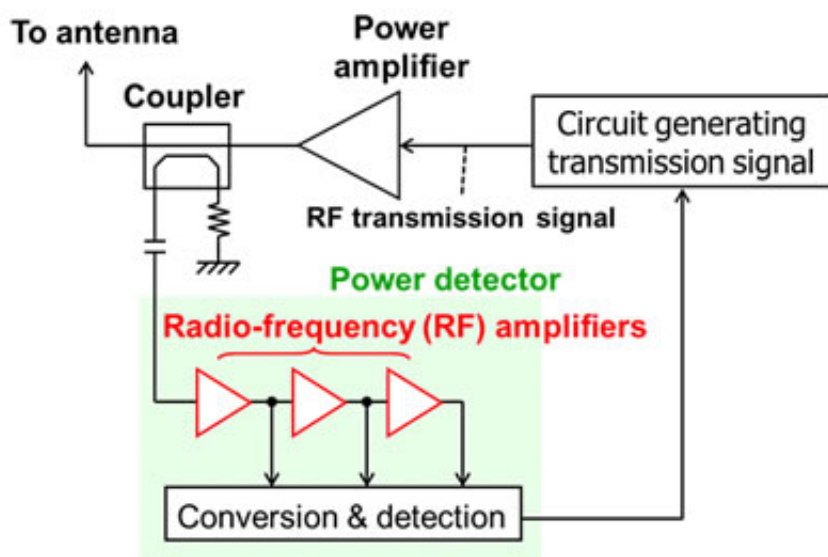 To antenna
Power
amplifier
Coupler
Circuit generating
transmission signal
RF transmission signal
Power detector
Radio-frequency (RF) amplifiers
Conversion & detection